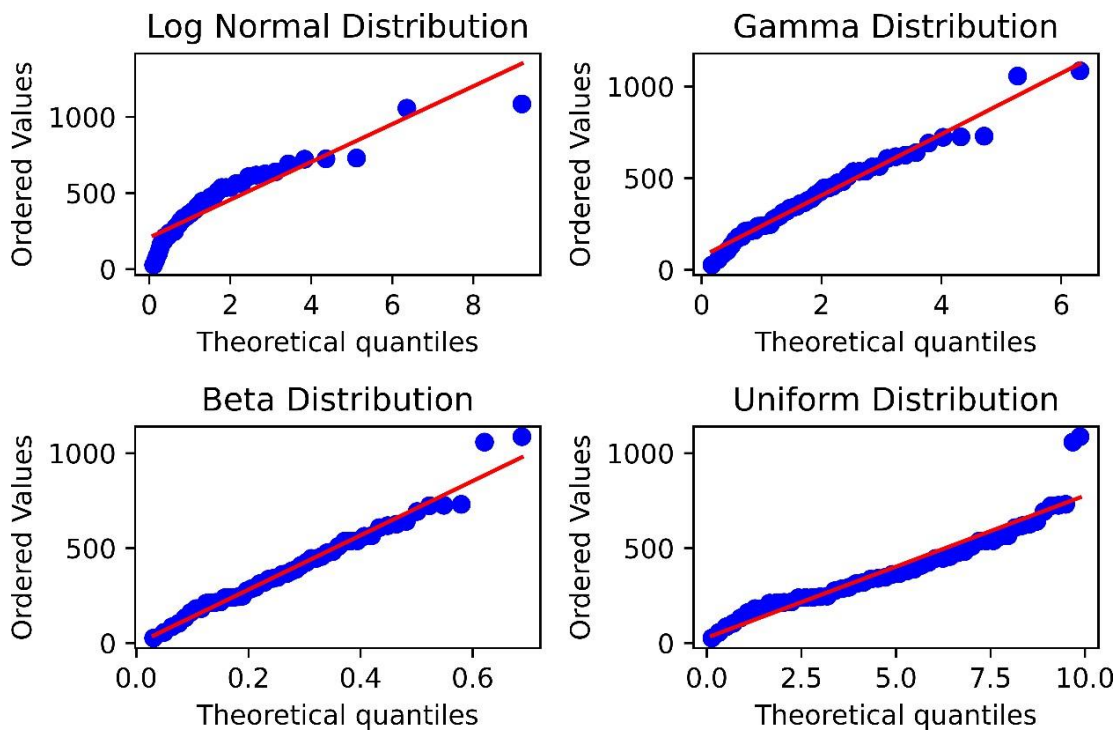 Log Normal Distribution
Ordered Values
1000
500
0
0 2 4 6 8
Theoretical quantiles
Gamma Distribution
Ordered Values
1000
500
0
0 2 4 6
Theoretical quantiles
Beta Distribution
Ordered Values
1000
500
0
0.0 0.2 0.4 0.6
Theoretical quantiles
Uniform Distribution
Ordered Values
1000
500
0
0.0 2.5 5.0 7.5 10.0
Theoretical quantiles